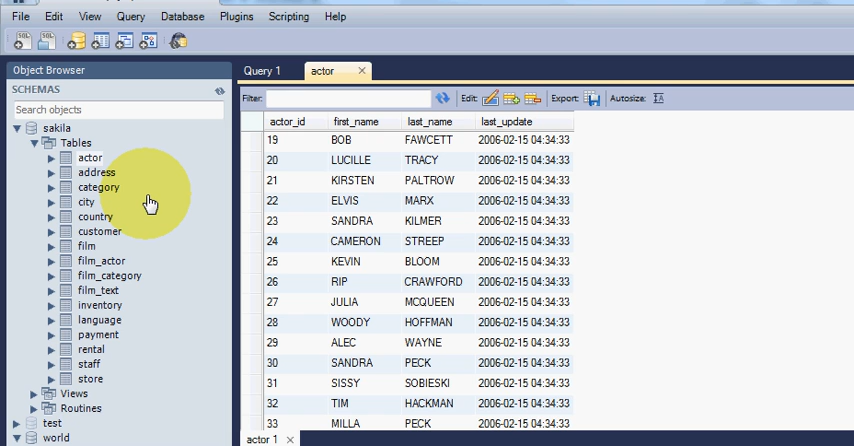 File Edit View Query Database Plugins Scripting Help
SQL SQL
Object Browser
SCHEMAS
Search objects
sakila
Tables
actor
address
category
city
country
customer
film
film_actor
film_category
film_text
inventory
language
payment
rental
staff
store
Views
Routines
test
world
Query 1 actor
Filter: Edit: Export: Autosize:
actor_id first_name last_name last_update
19 BOB FAWCETT 2006-02-15 04:34:33
20 LUCILLE TRACY 2006-02-15 04:34:33
21 KIRSTEN PALTROW 2006-02-15 04:34:33
22 ELVIS MARX 2006-02-15 04:34:33
23 SANDRA KILMER 2006-02-15 04:34:33
24 CAMERON STREEP 2006-02-15 04:34:33
25 KEVIN BLOOM 2006-02-15 04:34:33
26 RIP CRAWFORD 2006-02-15 04:34:33
27 JULIA MCQUEEN 2006-02-15 04:34:33
28 WOODY HOFFMAN 2006-02-15 04:34:33
29 ALEC WAYNE 2006-02-15 04:34:33
30 SANDRA PECK 2006-02-15 04:34:33
31 SISSY SOBIESKI 2006-02-15 04:34:33
32 TIM HACKMAN 2006-02-15 04:34:33
33 MILLA PECK 2006-02-15 04:34:33
actor 1